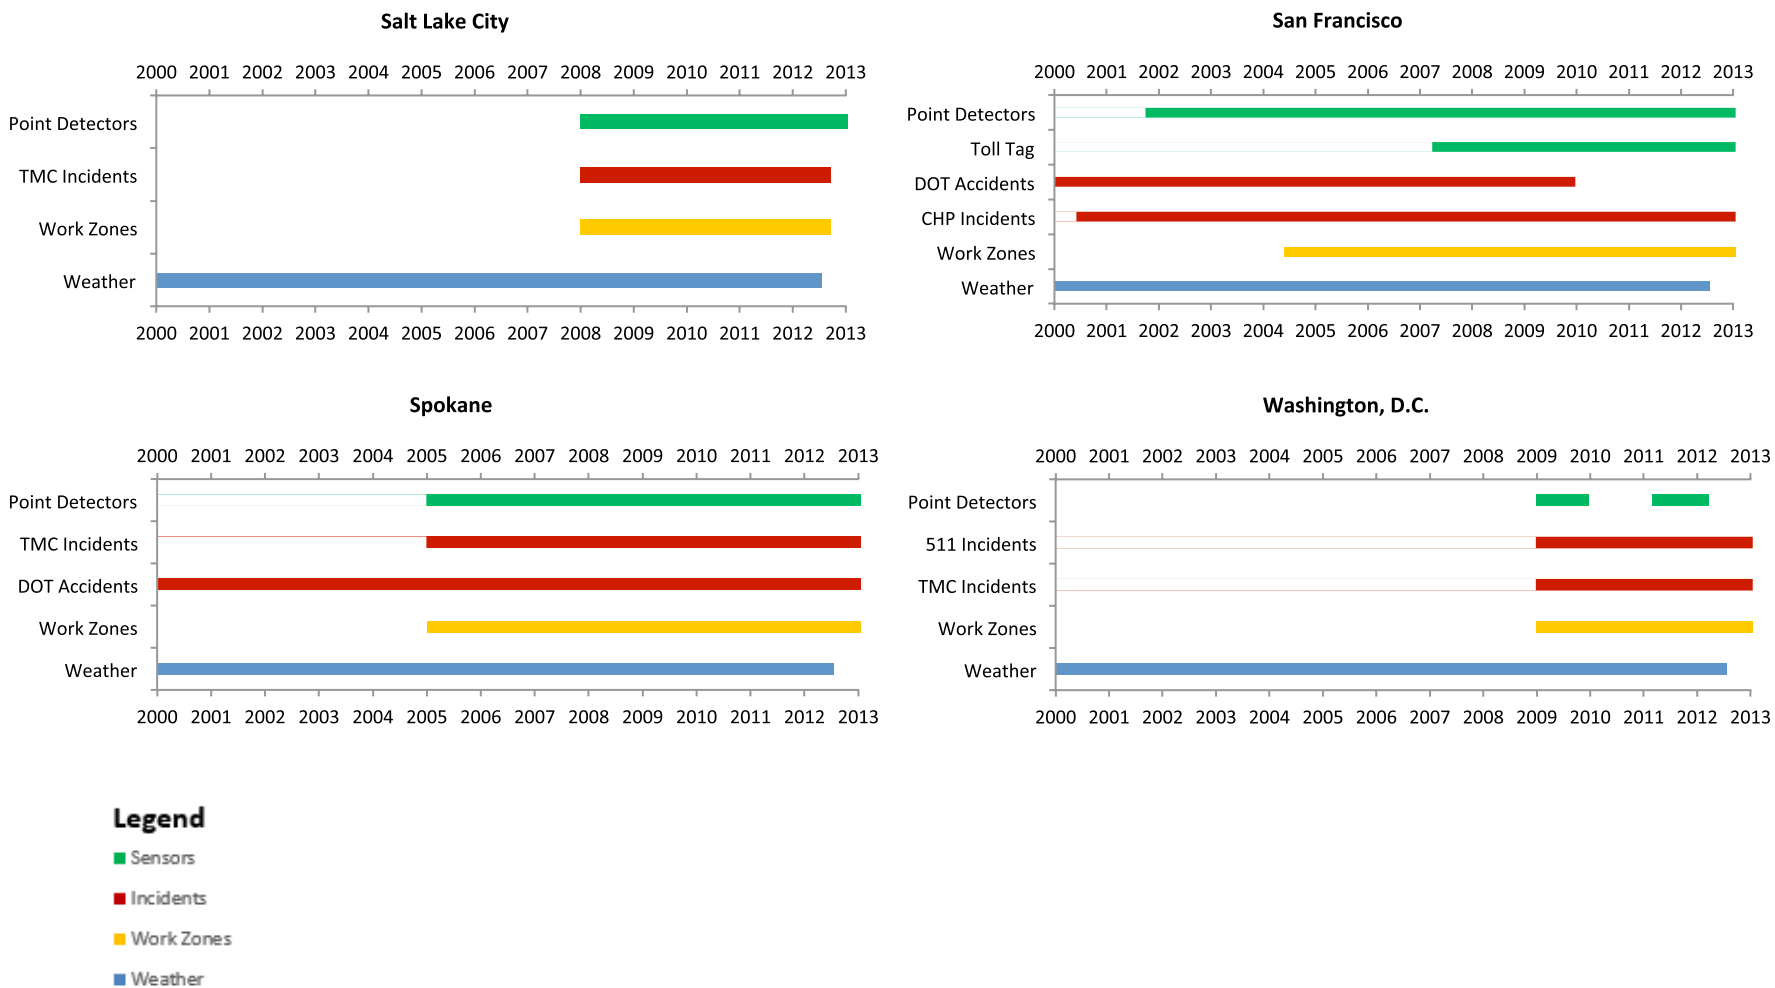 Salt Lake City
2000 2001 2002 2003 2004 2005 2006 2007 2008 2009 2010 2011 2012 2013
Point Detectors
TMC Incidents
Work Zones
Weather
2000 2001 2002 2003 2004 2005 2006 2007 2008 2009 2010 2011 2012 2013
San Francisco
2000 2001 2002 2003 2004 2005 2006 2007 2008 2009 2010 2011 2012 2013
Point Detectors
Toll Tag
DOT Accidents
CHP Incidents
Work Zones
Weather
2000 2001 2002 2003 2004 2005 2006 2007 2008 2009 2010 2011 2012 2013
Spokane
2000 2001 2002 2003 2004 2005 2006 2007 2008 2009 2010 2011 2012 2013
Point Detectors
TMC Incidents
DOT Accidents
Work Zones
Weather
2000 2001 2002 2003 2004 2005 2006 2007 2008 2009 2010 2011 2012 2013
Washington, D.C.
2000 2001 2002 2003 2004 2005 2006 2007 2008 2009 2010 2011 2012 2013
Point Detectors
511 Incidents
TMC Incidents
Work Zones
Weather
2000 2001 2002 2003 2004 2005 2006 2007 2008 2009 2010 2011 2012 2013
Legend
Sensors
Incidents
Work Zones
Weather